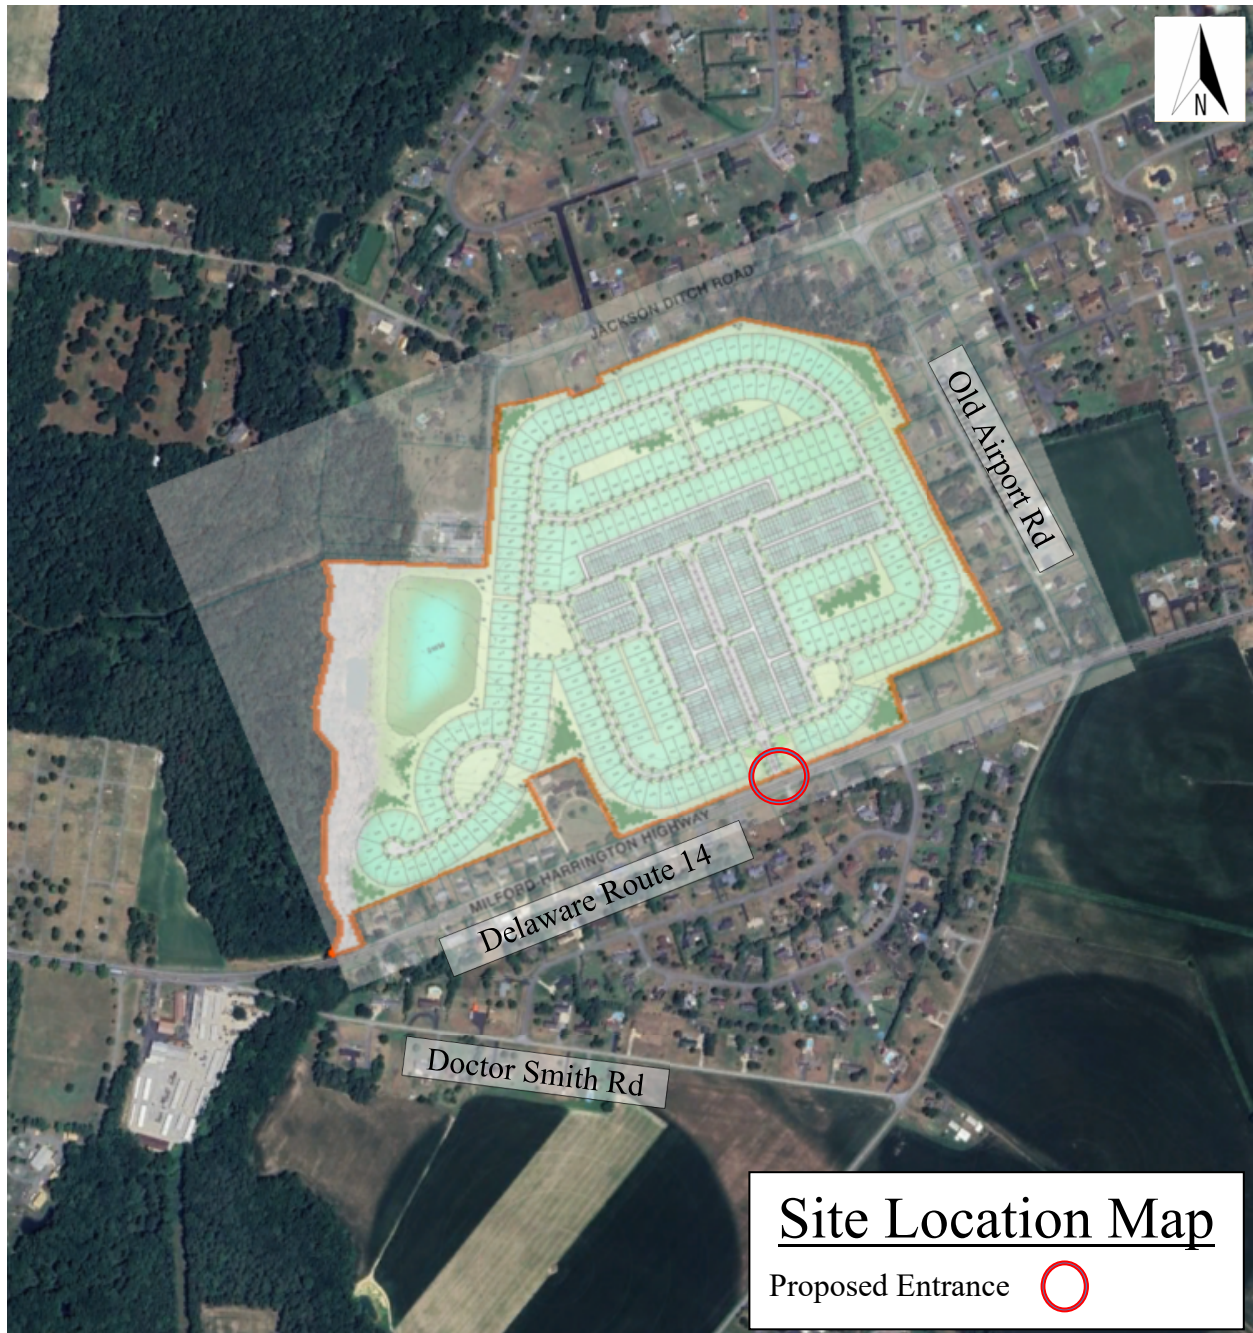 N
JACKSON DITCH ROAD
Old Airport Rd
SWM
MILFORD HARRINGTON HIGHWAY
Delaware Route 14
Doctor Smith Rd
Site Location Map
Proposed Entrance